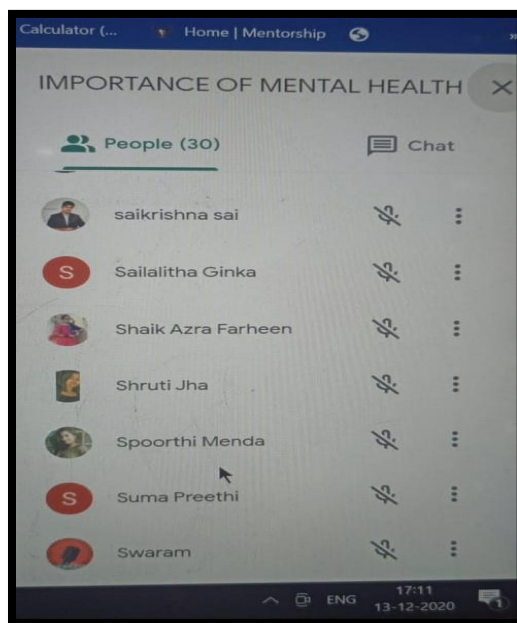 Calculator (...
Home | Mentorship
»
IMPORTANCE OF MENTAL HEALTH
People (30)
Chat
saikrishna sai
S
Sailalitha Ginka
Shaik Azra Farheen
Shruti Jha
Spoorthi Menda
S
Suma Preethi
Swaram
ENG
17:11
13-12-2020
1